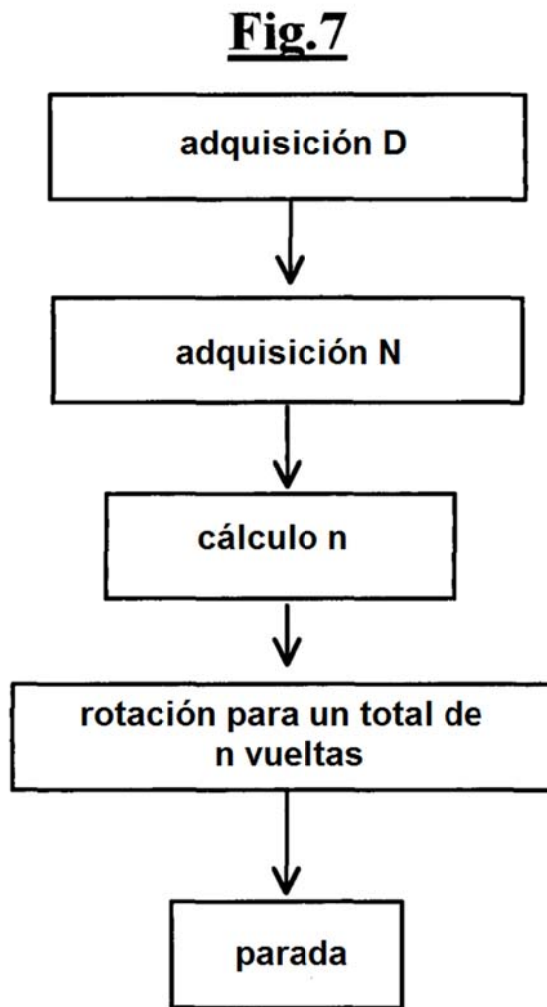 Fig.7
adquisición D
adquisición N
cálculo n
rotación para un total de
n vueltas
parada